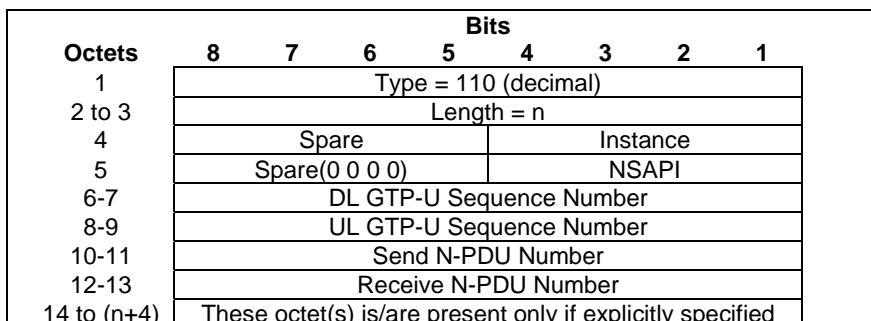 Bits
Octets 8 7 6 5 4 3 2 1
1 Type = 110 (decimal)
2 to 3 Length = n
4 Spare Instance
5 Spare(0 0 0 0) NSAPI
6-7 DL GTP-U Sequence Number
8-9 UL GTP-U Sequence Number
10-11 Send N-PDU Number
12-13 Receive N-PDU Number
14 to (n+4) These octet(s) is/are present only if explicitly specified